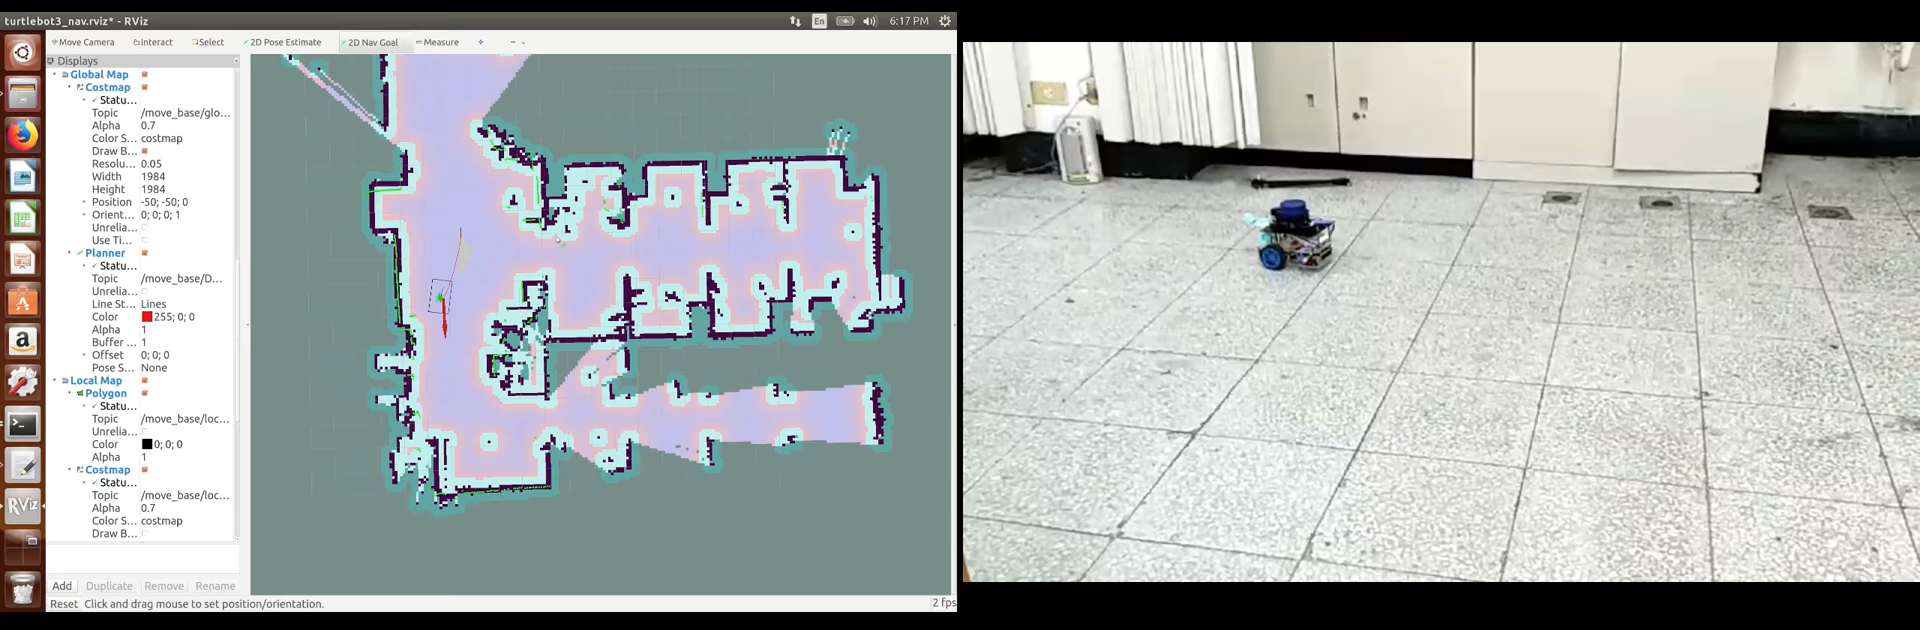 turtlebot3_nav.rviz* - RViz
En
6:17 PM
Move Camera
Interact
Select
2D Pose Estimate
2D Nav Goal
Measure
Displays
Global Map
Costmap
Statu...
Topic /move_base/glo...
Alpha 0.7
Color S... costmap
Draw B...
Resolu... 0.05
Width 1984
Height 1984
Position -50; -50; 0
Orient... 0; 0; 0; 1
Unrelia...
Use Ti...
Planner
Statu...
Topic /move_base/D...
Unrelia...
Line St... Lines
Color 255; 0; 0
Alpha 1
Buffer ... 1
Offset 0; 0; 0
Pose S... None
Local Map
Polygon
Statu...
Topic /move_base/loc...
Unrelia...
Color 0; 0; 0
Alpha 1
Costmap
Statu...
Topic /move_base/loc...
Alpha 0.7
Color S... costmap
Draw B...
Add
Duplicate
Remove
Rename
Reset
Click and drag mouse to set position/orientation.
2 fps
RViz